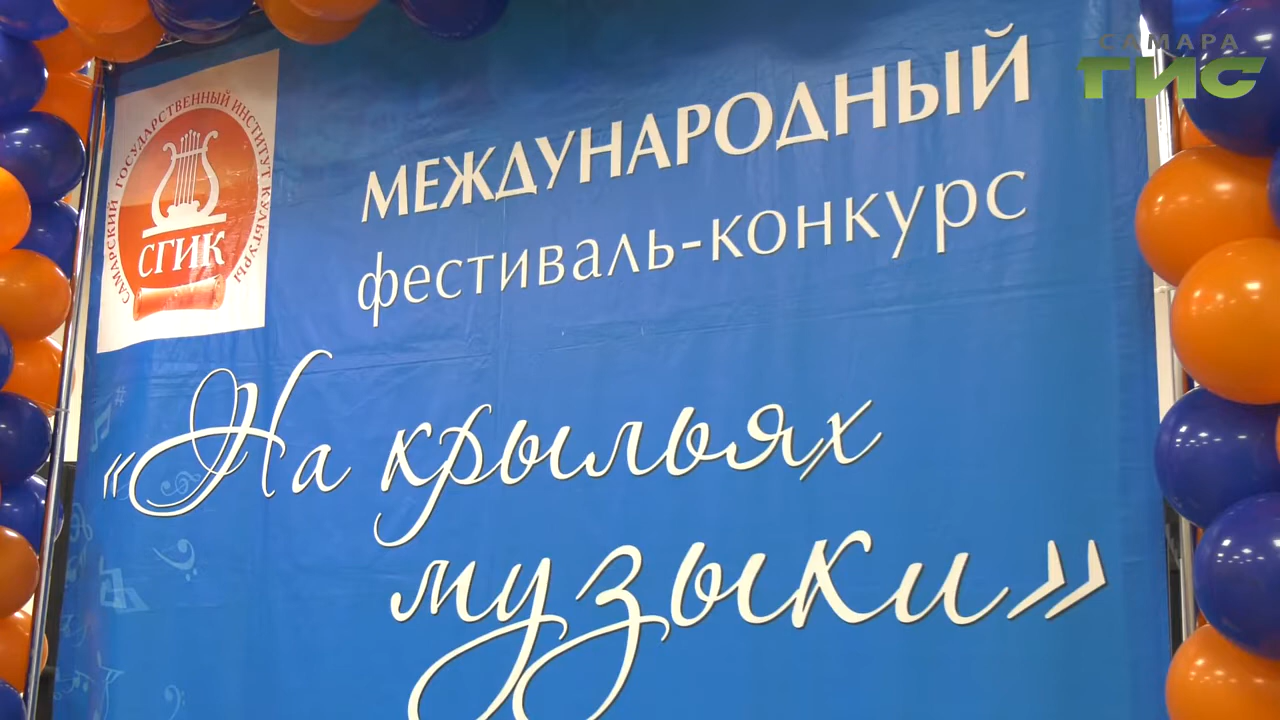 САМАРА
ГИС
САМАРСКИЙ ГОСУДАРСТВЕННЫЙ ИНСТИТУТ КУЛЬТУРЫ
СГИК
МЕЖДУНАРОДНЫЙ
фестиваль-конкурс
«На крыльях
музыки»